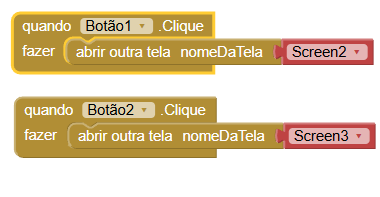 quando Botão1 .Clique
fazer abrir outra tela nomeDaTela Screen2
quando Botão2 .Clique
fazer abrir outra tela nomeDaTela Screen3